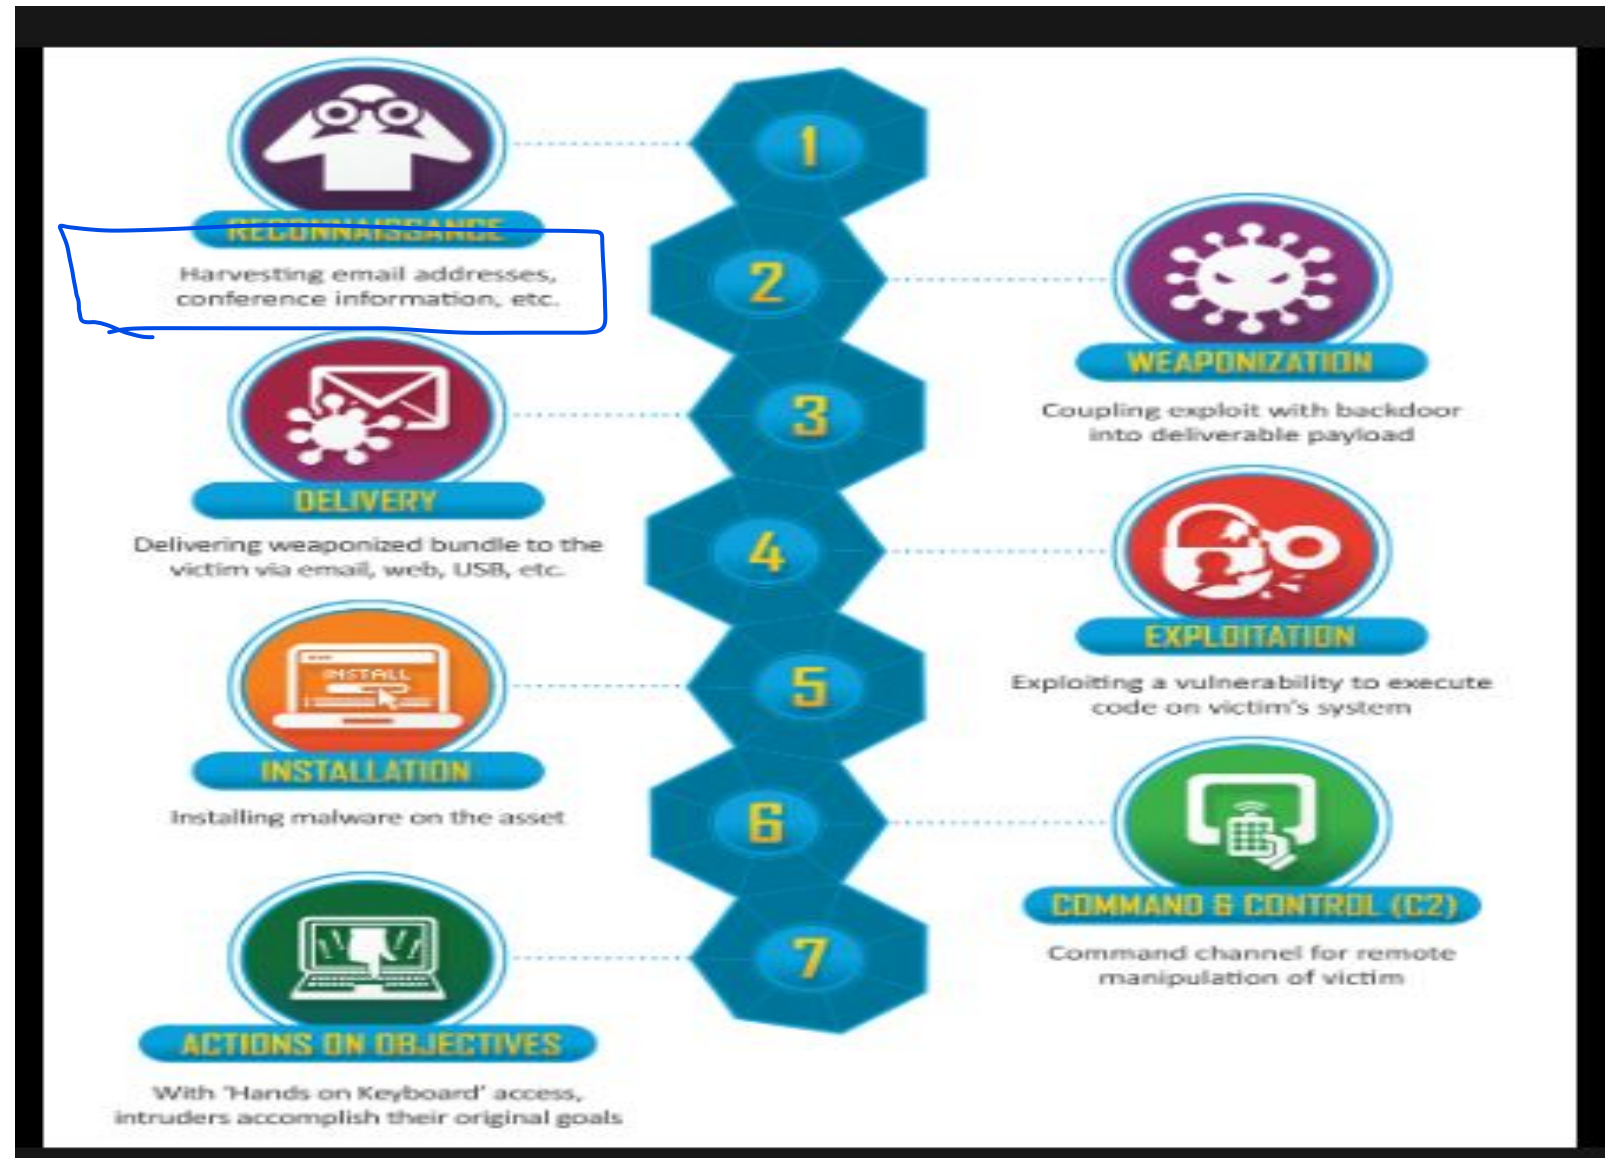 1
RECONNAISSANCE
Harvesting email addresses,
conference information, etc.
2
WEAPONIZATION
Coupling exploit with backdoor
into deliverable payload
3
DELIVERY
Delivering weaponized bundle to the
victim via email, web, USB, etc.
4
EXPLOITATION
Exploiting a vulnerability to execute
code on victim's system
5
INSTALL
INSTALLATION
Installing malware on the asset
6
COMMAND & CONTROL (C2)
Command channel for remote
manipulation of victim
7
ACTIONS ON OBJECTIVES
With 'Hands on Keyboard' access,
intruders accomplish their original goals